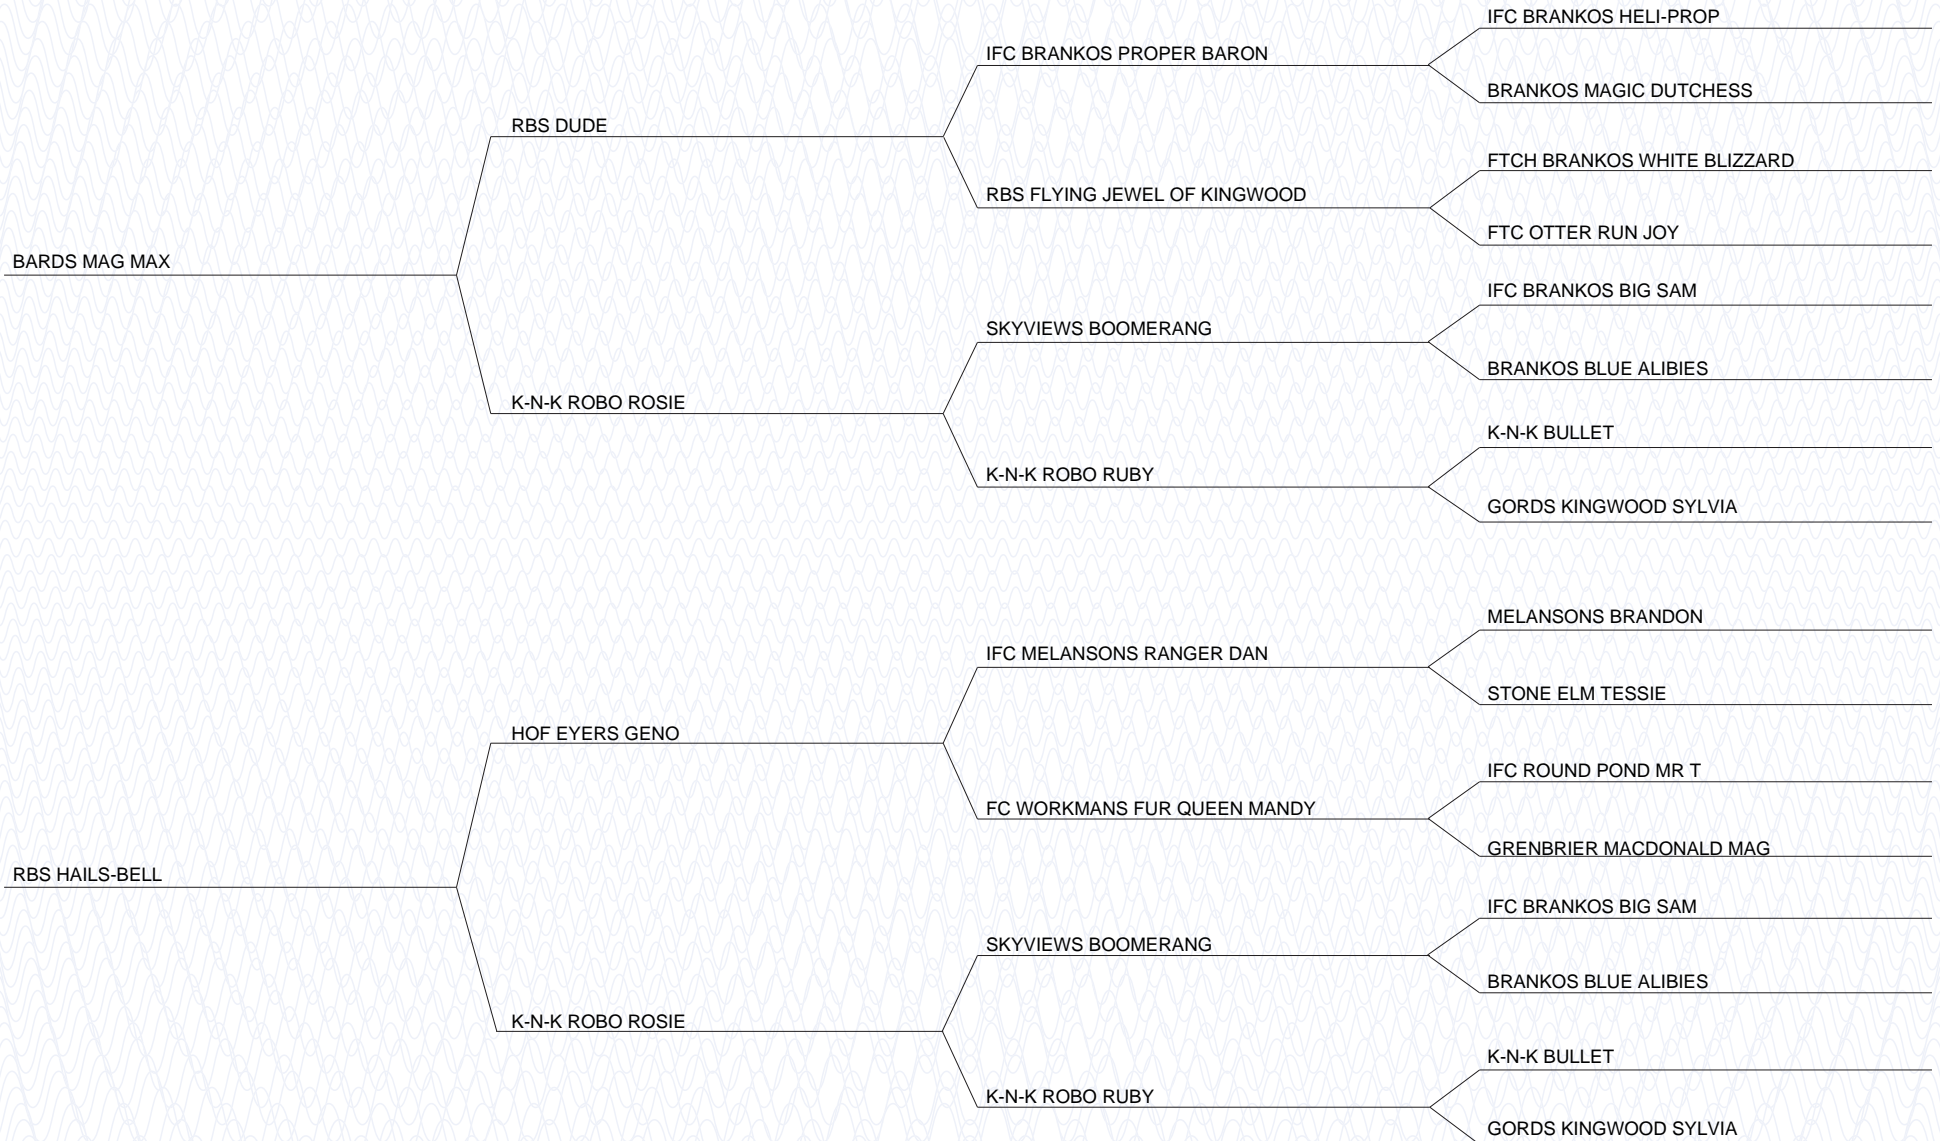 IFC BRANKOS HELI-PROP
IFC BRANKOS PROPER BARON
BRANKOS MAGIC DUTCHESS
RBS DUDE
FTCH BRANKOS WHITE BLIZZARD
RBS FLYING JEWEL OF KINGWOOD
FTC OTTER RUN JOY
BARDS MAG MAX
IFC BRANKOS BIG SAM
SKYVIEWS BOOMERANG
BRANKOS BLUE ALIBIES
K-N-K ROBO ROSIE
K-N-K BULLET
K-N-K ROBO RUBY
GORDS KINGWOOD SYLVIA
MELANSONS BRANDON
IFC MELANSONS RANGER DAN
STONE ELM TESSIE
HOF EYERS GENO
IFC ROUND POND MR T
FC WORKMANS FUR QUEEN MANDY
GRENBRIER MACDONALD MAG
RBS HAILS-BELL
IFC BRANKOS BIG SAM
SKYVIEWS BOOMERANG
BRANKOS BLUE ALIBIES
K-N-K ROBO ROSIE
K-N-K BULLET
K-N-K ROBO RUBY
GORDS KINGWOOD SYLVIA